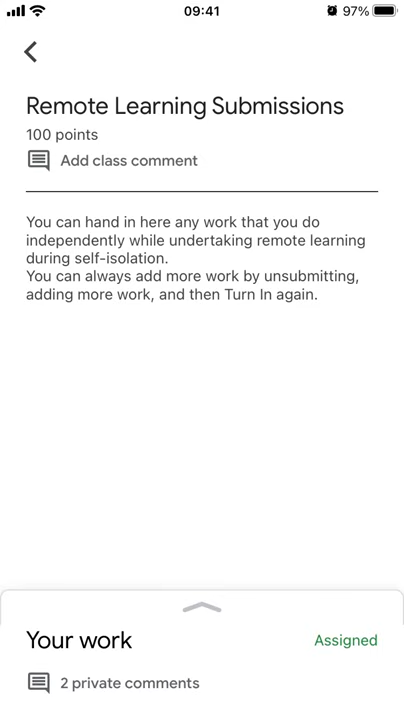 09:41
97%
Remote Learning Submissions
100 points
Add class comment
You can hand in here any work that you do
independently while undertaking remote learning
during self-isolation.
You can always add more work by unsubmitting,
adding more work, and then Turn In again.
Your work
Assigned
2 private comments